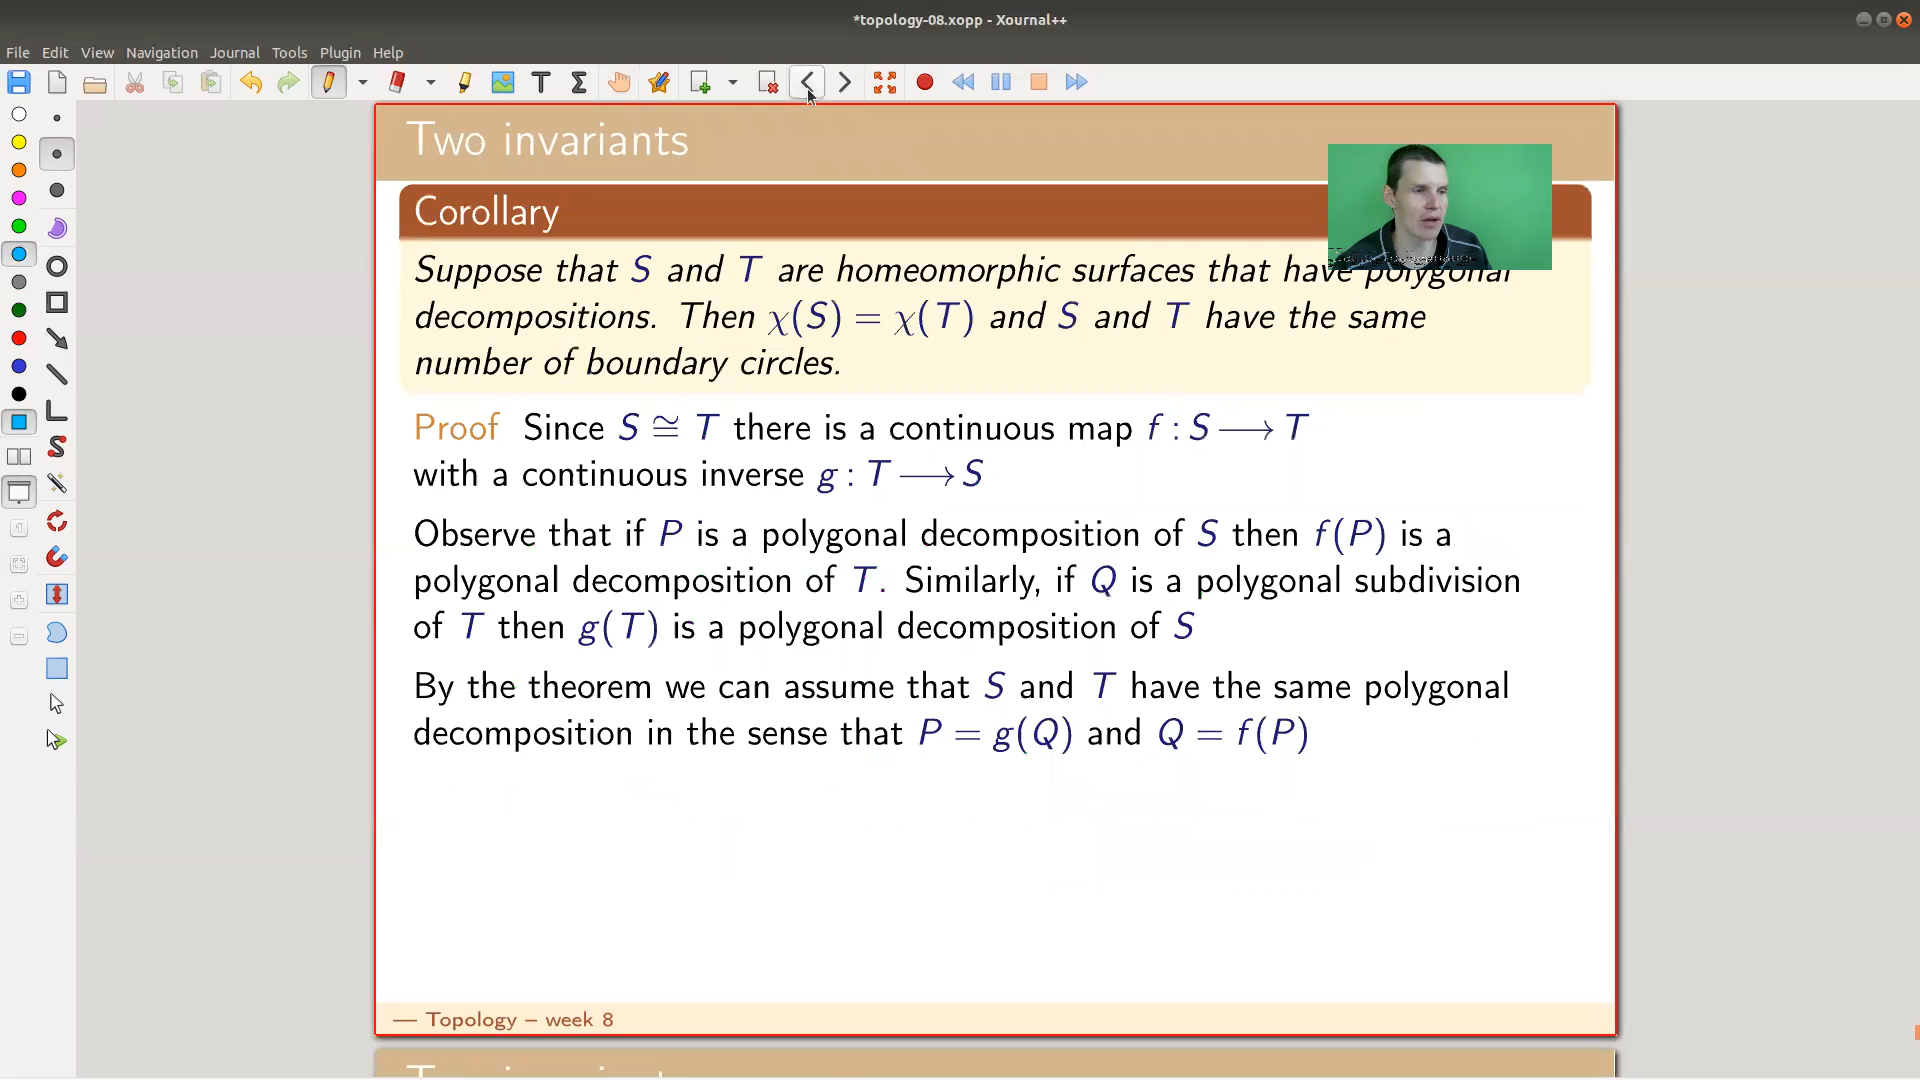 *topology-08.xopp - Xournal++
File Edit View Navigation Journal Tools Plugin Help
Two invariants
Corollary
Suppose that S and T are homeomorphic surfaces that have polygonal
decompositions. Then χ(S) = χ(T) and S and T have the same
number of boundary circles.
Proof Since S ≅ T there is a continuous map f : S ⟶ T
with a continuous inverse g : T ⟶ S
Observe that if P is a polygonal decomposition of S then f(P) is a
polygonal decomposition of T. Similarly, if Q is a polygonal subdivision
of T then g(T) is a polygonal decomposition of S
By the theorem we can assume that S and T have the same polygonal
decomposition in the sense that P = g(Q) and Q = f(P)
— Topology – week 8